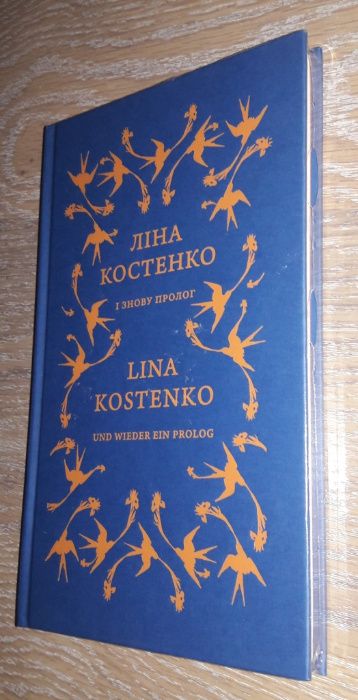 ЛІНА
КОСТЕНКО
І ЗНОВУ ПРОЛОГ
LINA
KOSTENKO
UND WIEDER EIN PROLOG